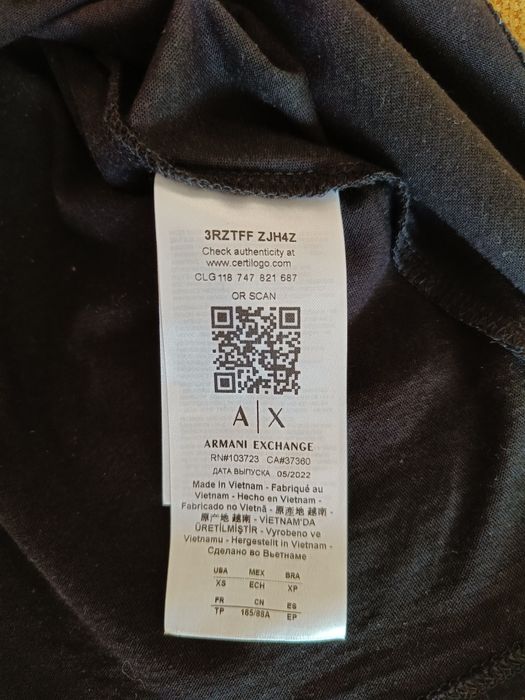 3RZTFF ZJH4Z
Check authenticity at
www.certilogo.com
CLG 118 747 821 687
OR SCAN
A|X
ARMANI EXCHANGE
RN#103723 CA#37360
ДАТА ВЫПУСКА 05/2022
Made in Vietnam - Fabriqué au
Vietnam - Hecho en Vietnam -
Fabricado no Vietnã - 原產地 越南 -
原产地 越南 - VİETNAM'DA
ÜRETİLMİŞTİR - Vyrobeno ve
Vietnamu - Hergestellt in Vietnam -
Сделано во Вьетнаме
USA MEX BRA
XS ECH XP
FR CN ES
TP 165/88A EP